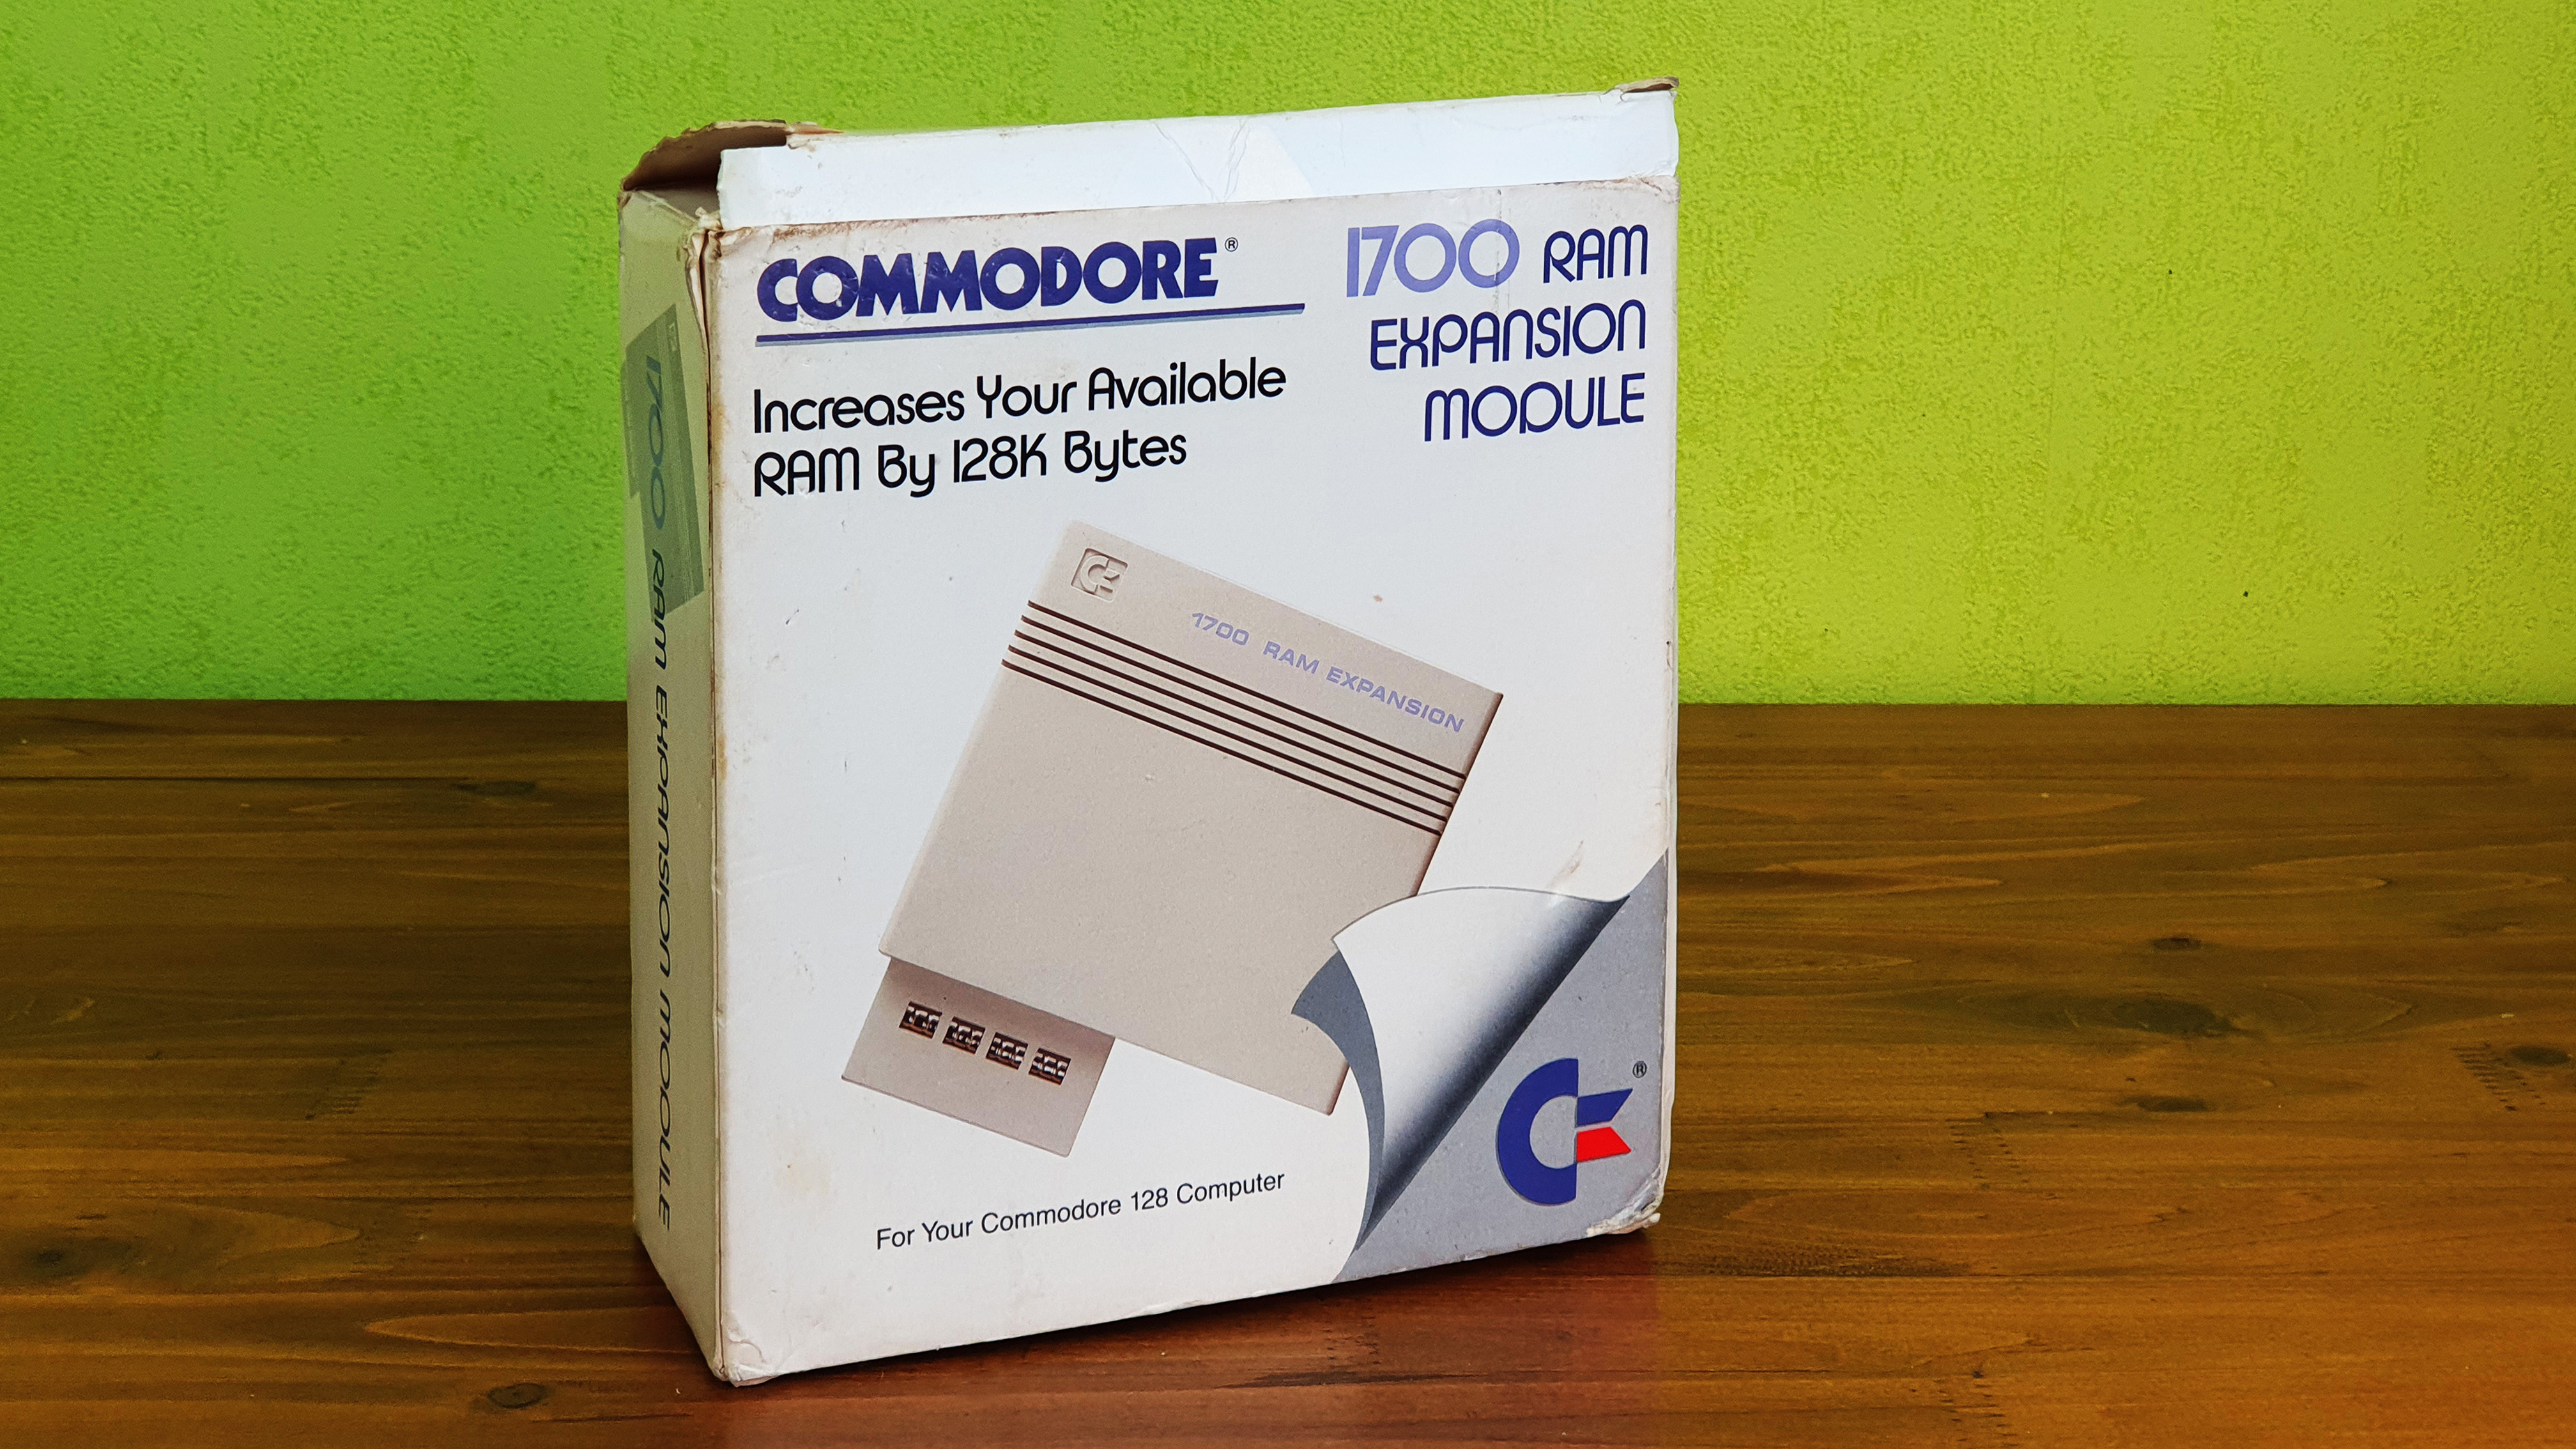 COMMODORE®
1700 RAM
EXPANSION
MODULE
Increases Your Available
RAM By 128K Bytes
1700 RAM EXPANSION
For Your Commodore 128 Computer
®
1700 RAM EXPANSION MODULE